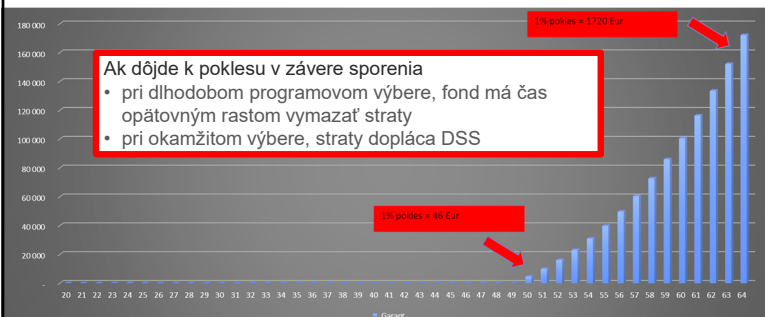 1% pokles = 1720 Eur
180 000
160 000
140 000
120 000
100 000
80 000
60 000
40 000
20 000
-
Ak dôjde k poklesu v závere sporenia
• pri dlhodobom programovom výbere, fond má čas
opätovným rastom vymazať straty
• pri okamžitom výbere, straty dopláca DSS
1% pokles = 46 Eur
20 21 22 23 24 25 26 27 28 29 30 31 32 33 34 35 36 37 38 39 40 41 42 43 44 45 46 47 48 49 50 51 52 53 54 55 56 57 58 59 60 61 62 63 64
Garant